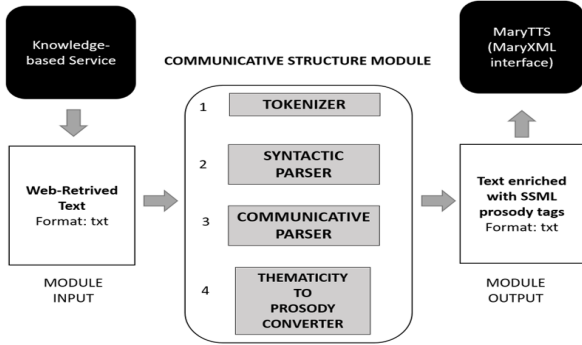 Knowledge-
based Service
MaryTTS
(MaryXML
interface)
COMMUNICATIVE STRUCTURE MODULE
1
TOKENIZER
2
SYNTACTIC
PARSER
3
COMMUNICATIVE
PARSER
4
THEMATICITY
TO
PROSODY
CONVERTER
Web-Retrived
Text
Format: txt
MODULE
INPUT
Text enriched
with SSML
prosody tags
Format: txt
MODULE
OUTPUT